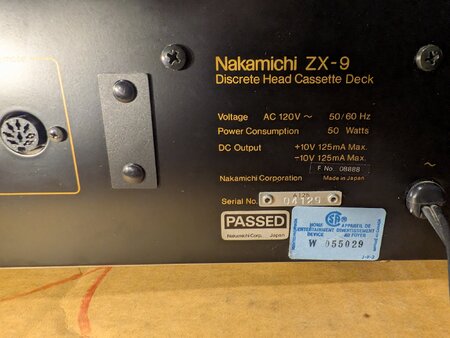 Nakamichi ZX-9
Discrete Head Cassette Deck
Voltage AC 120V ~ 50/60 Hz
Power Consumption 50 Watts
DC Output +10V 125mA Max.
-10V 125mA Max.
F No. 08888
Nakamichi Corporation Made in Japan
A128
Serial No. 04129
PASSED
Nakamichi Corp. Japan
HOME ENTERTAINMENT DEVICE
APPAREIL DE DIVERTISSEMENT AU FOYER
W 055029